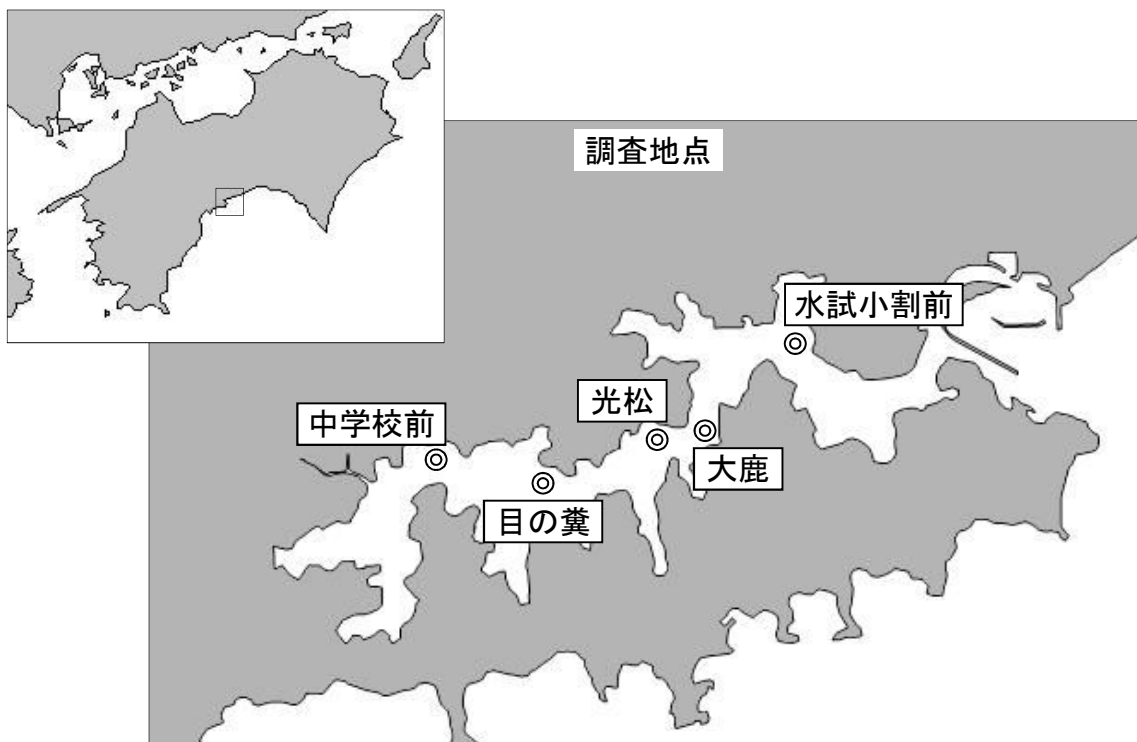 調査地点
水試小割前
光松
中学校前
大鹿
目の糞